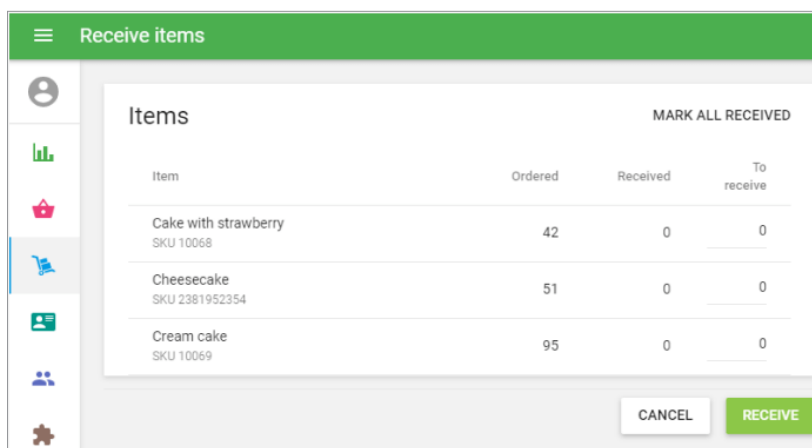 Receive items
Items
MARK ALL RECEIVED
Item Ordered Received To receive
Cake with strawberry 42 0 0
SKU 10068
Cheesecake 51 0 0
SKU 2381952354
Cream cake 95 0 0
SKU 10069
CANCEL RECEIVE